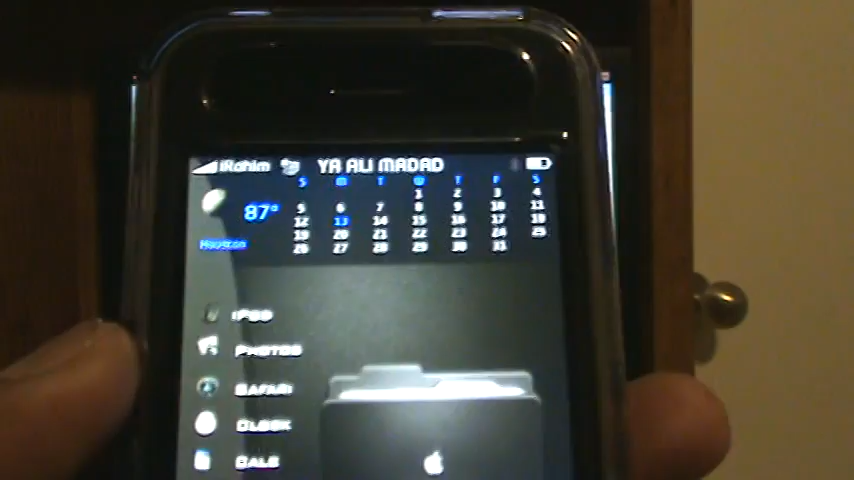 iRahim YA ALI MADAD
S M T W T F S
1 2 3 4
87° 5 6 7 8 9 10 11
12 13 14 15 16 17 18
Houston 19 20 21 22 23 24 25
26 27 28 29 30 31
IPOD
PHOTOS
SAFARI
CLOCK
CALC